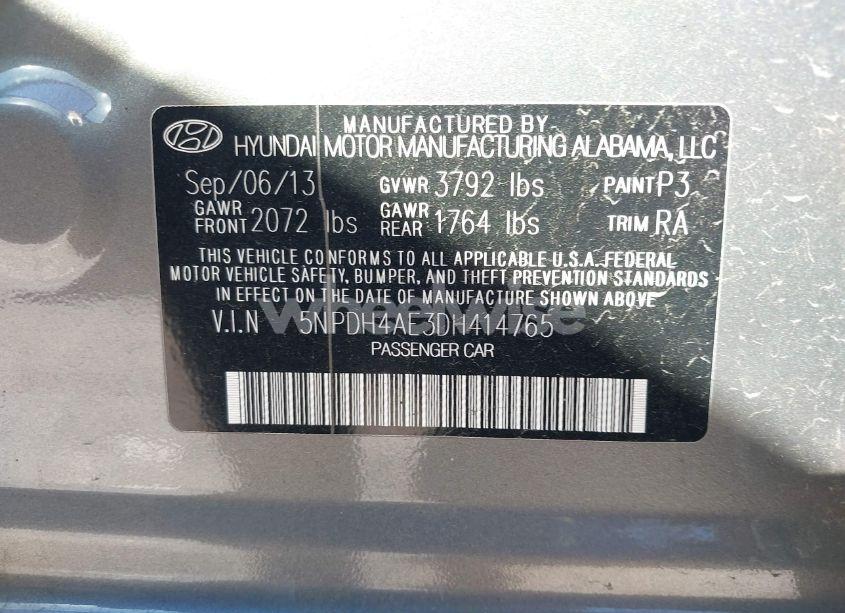 MANUFACTURED BY
HYUNDAI MOTOR MANUFACTURING ALABAMA, LLC
Sep/06/13 GVWR 3792 lbs PAINT P3
GAWR FRONT 2072 lbs GAWR REAR 1764 lbs TRIM RA
THIS VEHICLE CONFORMS TO ALL APPLICABLE U.S.A. FEDERAL
MOTOR VEHICLE SAFETY, BUMPER, AND THEFT PREVENTION STANDARDS
IN EFFECT ON THE DATE OF MANUFACTURE SHOWN ABOVE
V.I.N 5NPDH4AE3DH414765
wheelwise
PASSENGER CAR